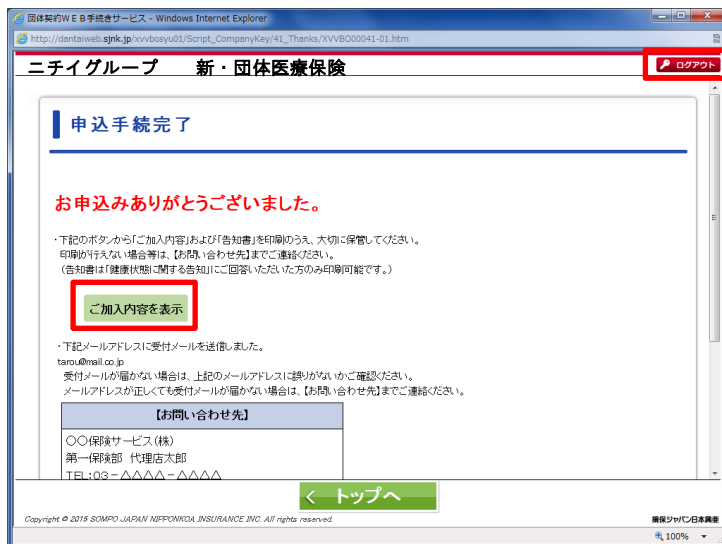 団体契約ＷＥＢ手続きサービス - Windows Internet Explorer
http://dantaiweb.sjnk.jp/xvvbosyu01/Script_CompanyKey/41_Thanks/XVVBO00041-01.htm
ニチイグループ　　新・団体医療保険
ログアウト
申込手続完了
お申込みありがとうございました。
・下記のボタンから「ご加入内容」および「告知書」を印刷のうえ、大切に保管してください。
印刷が行えない場合等は、【お問い合わせ先】までご連絡ください。
(告知書は「健康状態に関する告知」にご回答いただいた方のみ印刷可能です。)
ご加入内容を表示
・下記メールアドレスに受付メールを送信しました。
tarou@mail.co.jp
受付メールが届かない場合は、上記のメールアドレスに誤りがないかご確認ください。
メールアドレスが正しくても受付メールが届かない場合は、【お問い合わせ先】までご連絡ください。
【お問い合わせ先】
〇〇保険サービス(株)
第一保険部 代理店太郎
TEL:03－△△△△－△△△△
< トップへ
Copyright © 2015 SOMPO JAPAN NIPPONKOA INSURANCE INC. All rights reserved.
損保ジャパン日本興亜
100%